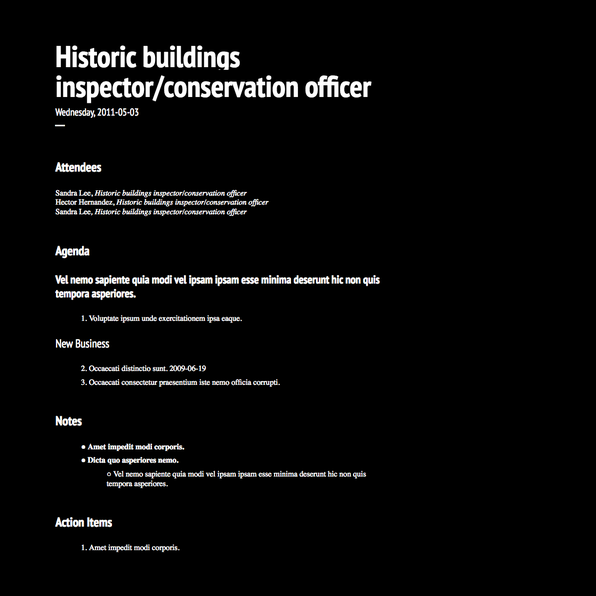 Historic buildings
inspector/conservation officer
Wednesday, 2011-05-03
Attendees
Sandra Lee, Historic buildings inspector/conservation officer
Hector Hernandez, Historic buildings inspector/conservation officer
Sandra Lee, Historic buildings inspector/conservation officer
Agenda
Vel nemo sapiente quia modi vel ipsam ipsam esse minima deserunt hic non quis
tempora asperiores.
1. Voluptate ipsum unde exercitationem ipsa eaque.
New Business
2. Occaecati distinctio sunt. 2009-06-19
3. Occaecati consectetur praesentium iste nemo officia corrupti.
Notes
● Amet impedit modi corporis.
● Dicta quo asperiores nemo.
○ Vel nemo sapiente quia modi vel ipsam ipsam esse minima deserunt hic non quis
tempora asperiores.
Action Items
1. Amet impedit modi corporis.